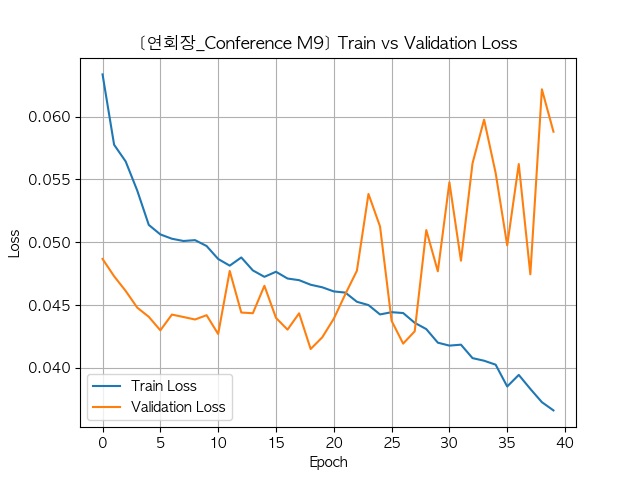 [연회장_Conference M9] Train vs Validation Loss
0.060
0.055
0.050
0.045
0.040
Loss
Train Loss
Validation Loss
0 5 10 15 20 25 30 35 40
Epoch